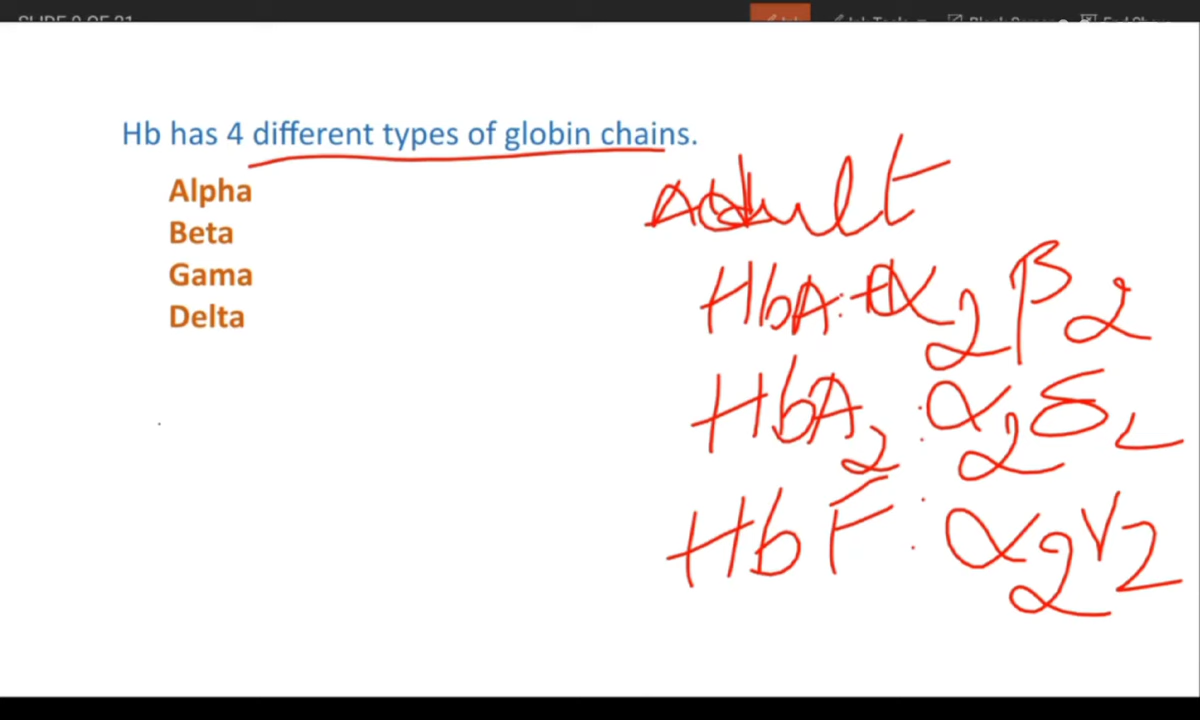 Hb has 4 different types of globin chains.
Alpha
Beta
Gama
Delta
Adult
HbA: α2β2
HbA2: α2δ2
HbF: α2γ2